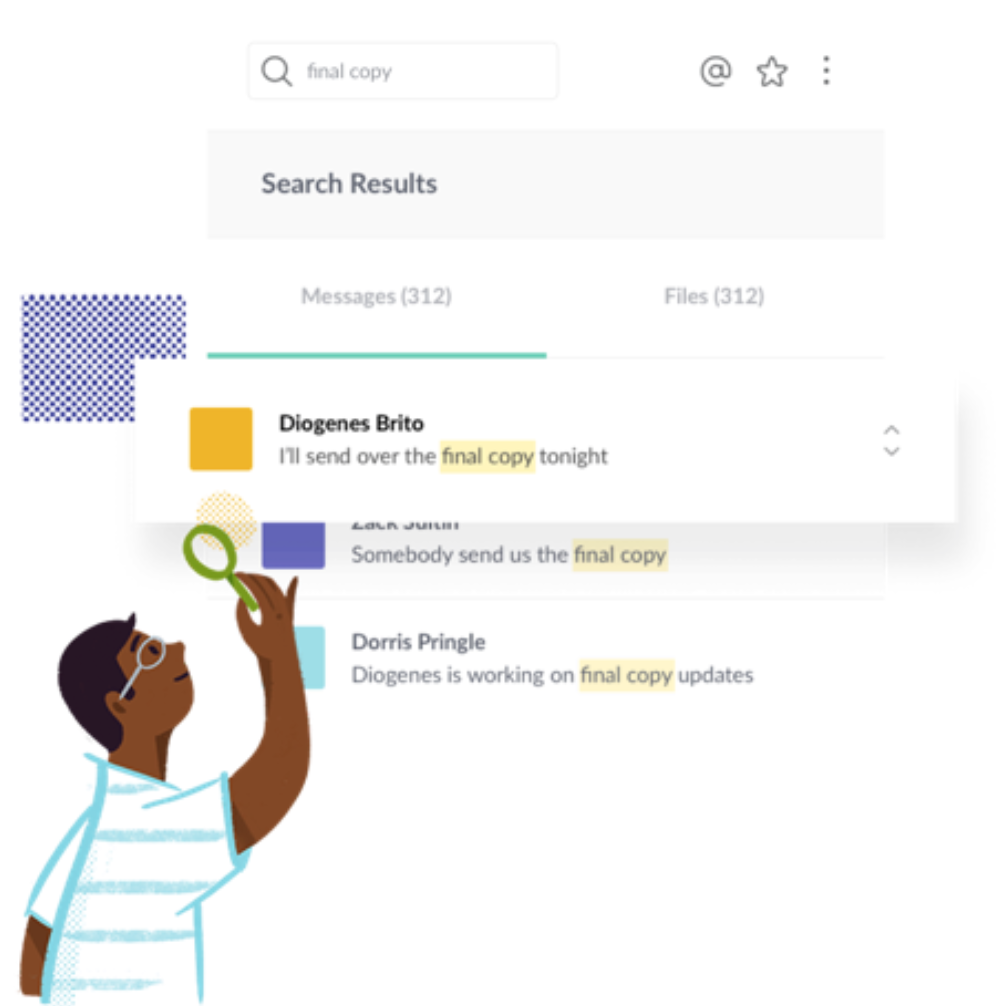 final copy
@
Search Results
Messages (312)
Files (312)
Diogenes Brito
I'll send over the final copy tonight
Zack Sultin
Somebody send us the final copy
Dorris Pringle
Diogenes is working on final copy updates